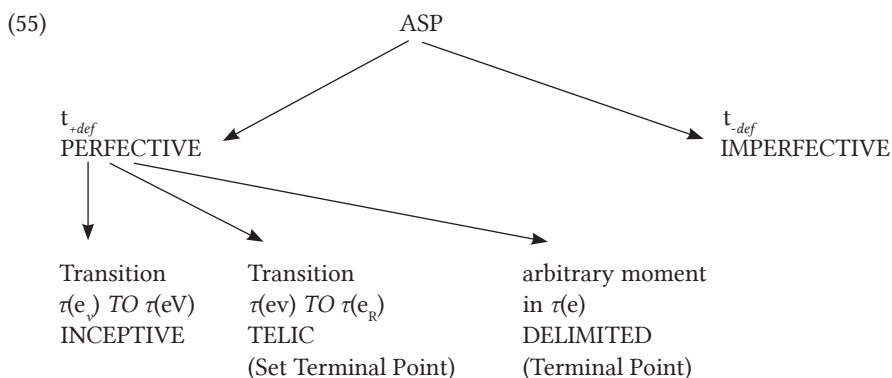 (55) ASP
t+def t-def
PERFECTIVE IMPERFECTIVE
Transition Transition arbitrary moment
τ(ev) TO τ(eV) τ(ev) TO τ(eR) in τ(e)
INCEPTIVE TELIC DELIMITED
(Set Terminal Point) (Terminal Point)